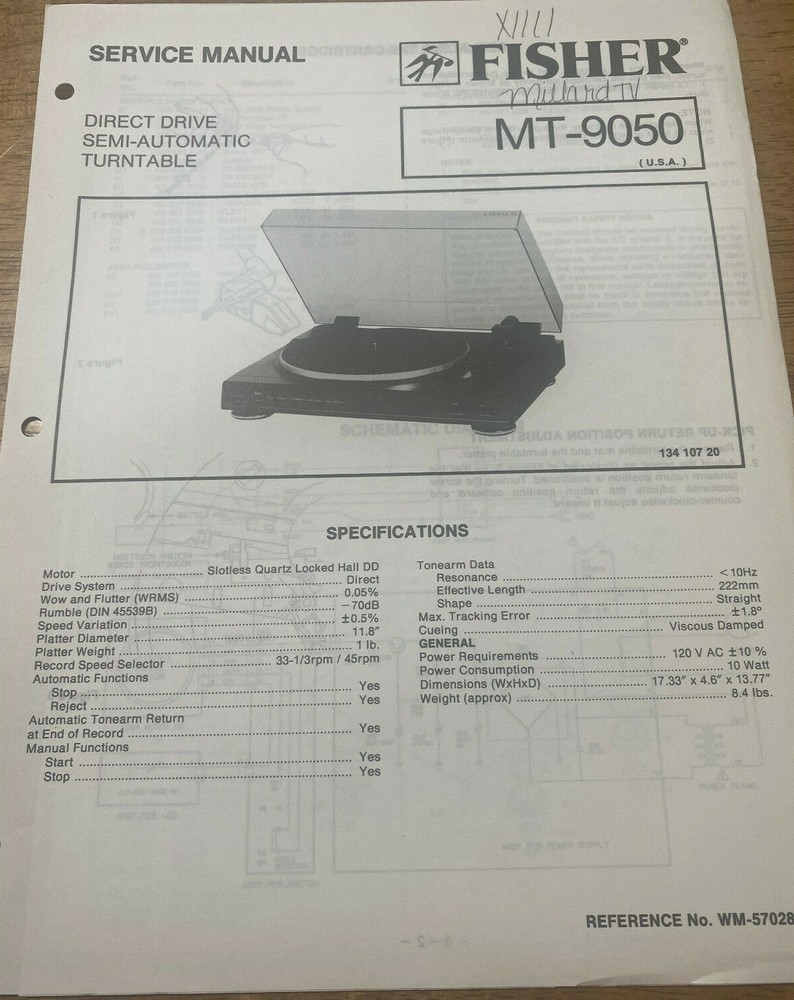 XIIII
SERVICE MANUAL
FISHER®
Millard TV
DIRECT DRIVE
SEMI-AUTOMATIC
TURNTABLE
MT-9050
( U.S.A. )
134 107 20
SPECIFICATIONS
Motor ........ Slotless Quartz Locked Hall DD
Drive System ........ Direct
Wow and Flutter (WRMS) ........ 0.05%
Rumble (DIN 45539B) ........ −70dB
Speed Variation ........ ±0.5%
Platter Diameter ........ 11.8"
Platter Weight ........ 1 lb.
Record Speed Selector ........ 33-1/3rpm / 45rpm
Automatic Functions
Stop ........ Yes
Reject ........ Yes
Automatic Tonearm Return
at End of Record ........ Yes
Manual Functions
Start ........ Yes
Stop ........ Yes
Tonearm Data
Resonance ........ < 10Hz
Effective Length ........ 222mm
Shape ........ Straight
Max. Tracking Error ........ ±1.8°
Cueing ........ Viscous Damped
GENERAL
Power Requirements ........ 120 V AC ±10 %
Power Consumption ........ 10 Watt
Dimensions (WxHxD) ........ 17.33" x 4.6" x 13.77"
Weight (approx) ........ 8.4 lbs.
REFERENCE No. WM-57028